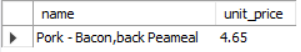 name unit_price
Pork - Bacon,back Peameal 4.65